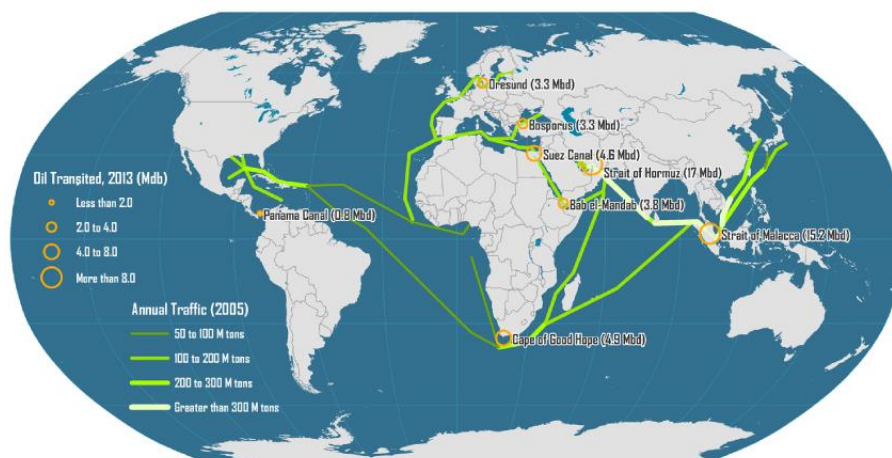 Oresund (3.3 Mbd)
Bosporus (3.3 Mbd)
Suez Canal (4.6 Mbd)
Strait of Hormuz (17 Mbd)
Bab el-Mandab (3.8 Mbd)
Panama Canal (0.8 Mbd)
Strait of Malacca (15.2 Mbd)
Cape of Good Hope (4.9 Mbd)
Oil Transited, 2013 (Mdb)
Less than 2.0
2.0 to 4.0
4.0 to 8.0
More than 8.0
Annual Traffic (2005)
50 to 100 M tons
100 to 200 M tons
200 to 300 M tons
Greater than 300 M tons